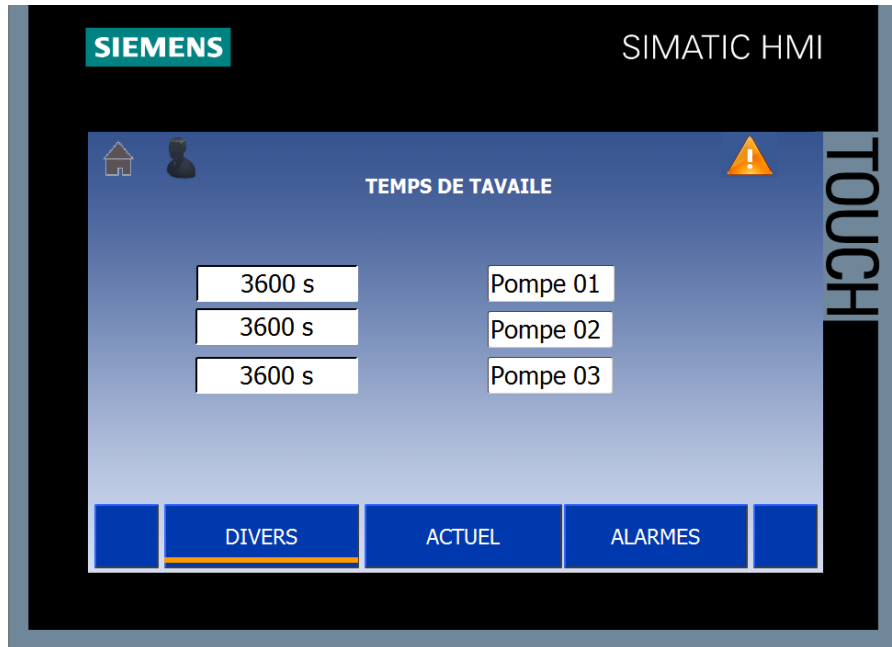 SIEMENS
SIMATIC HMI
TOUCH
TEMPS DE TAVAILE
3600 s Pompe 01
3600 s Pompe 02
3600 s Pompe 03
DIVERS ACTUEL ALARMES